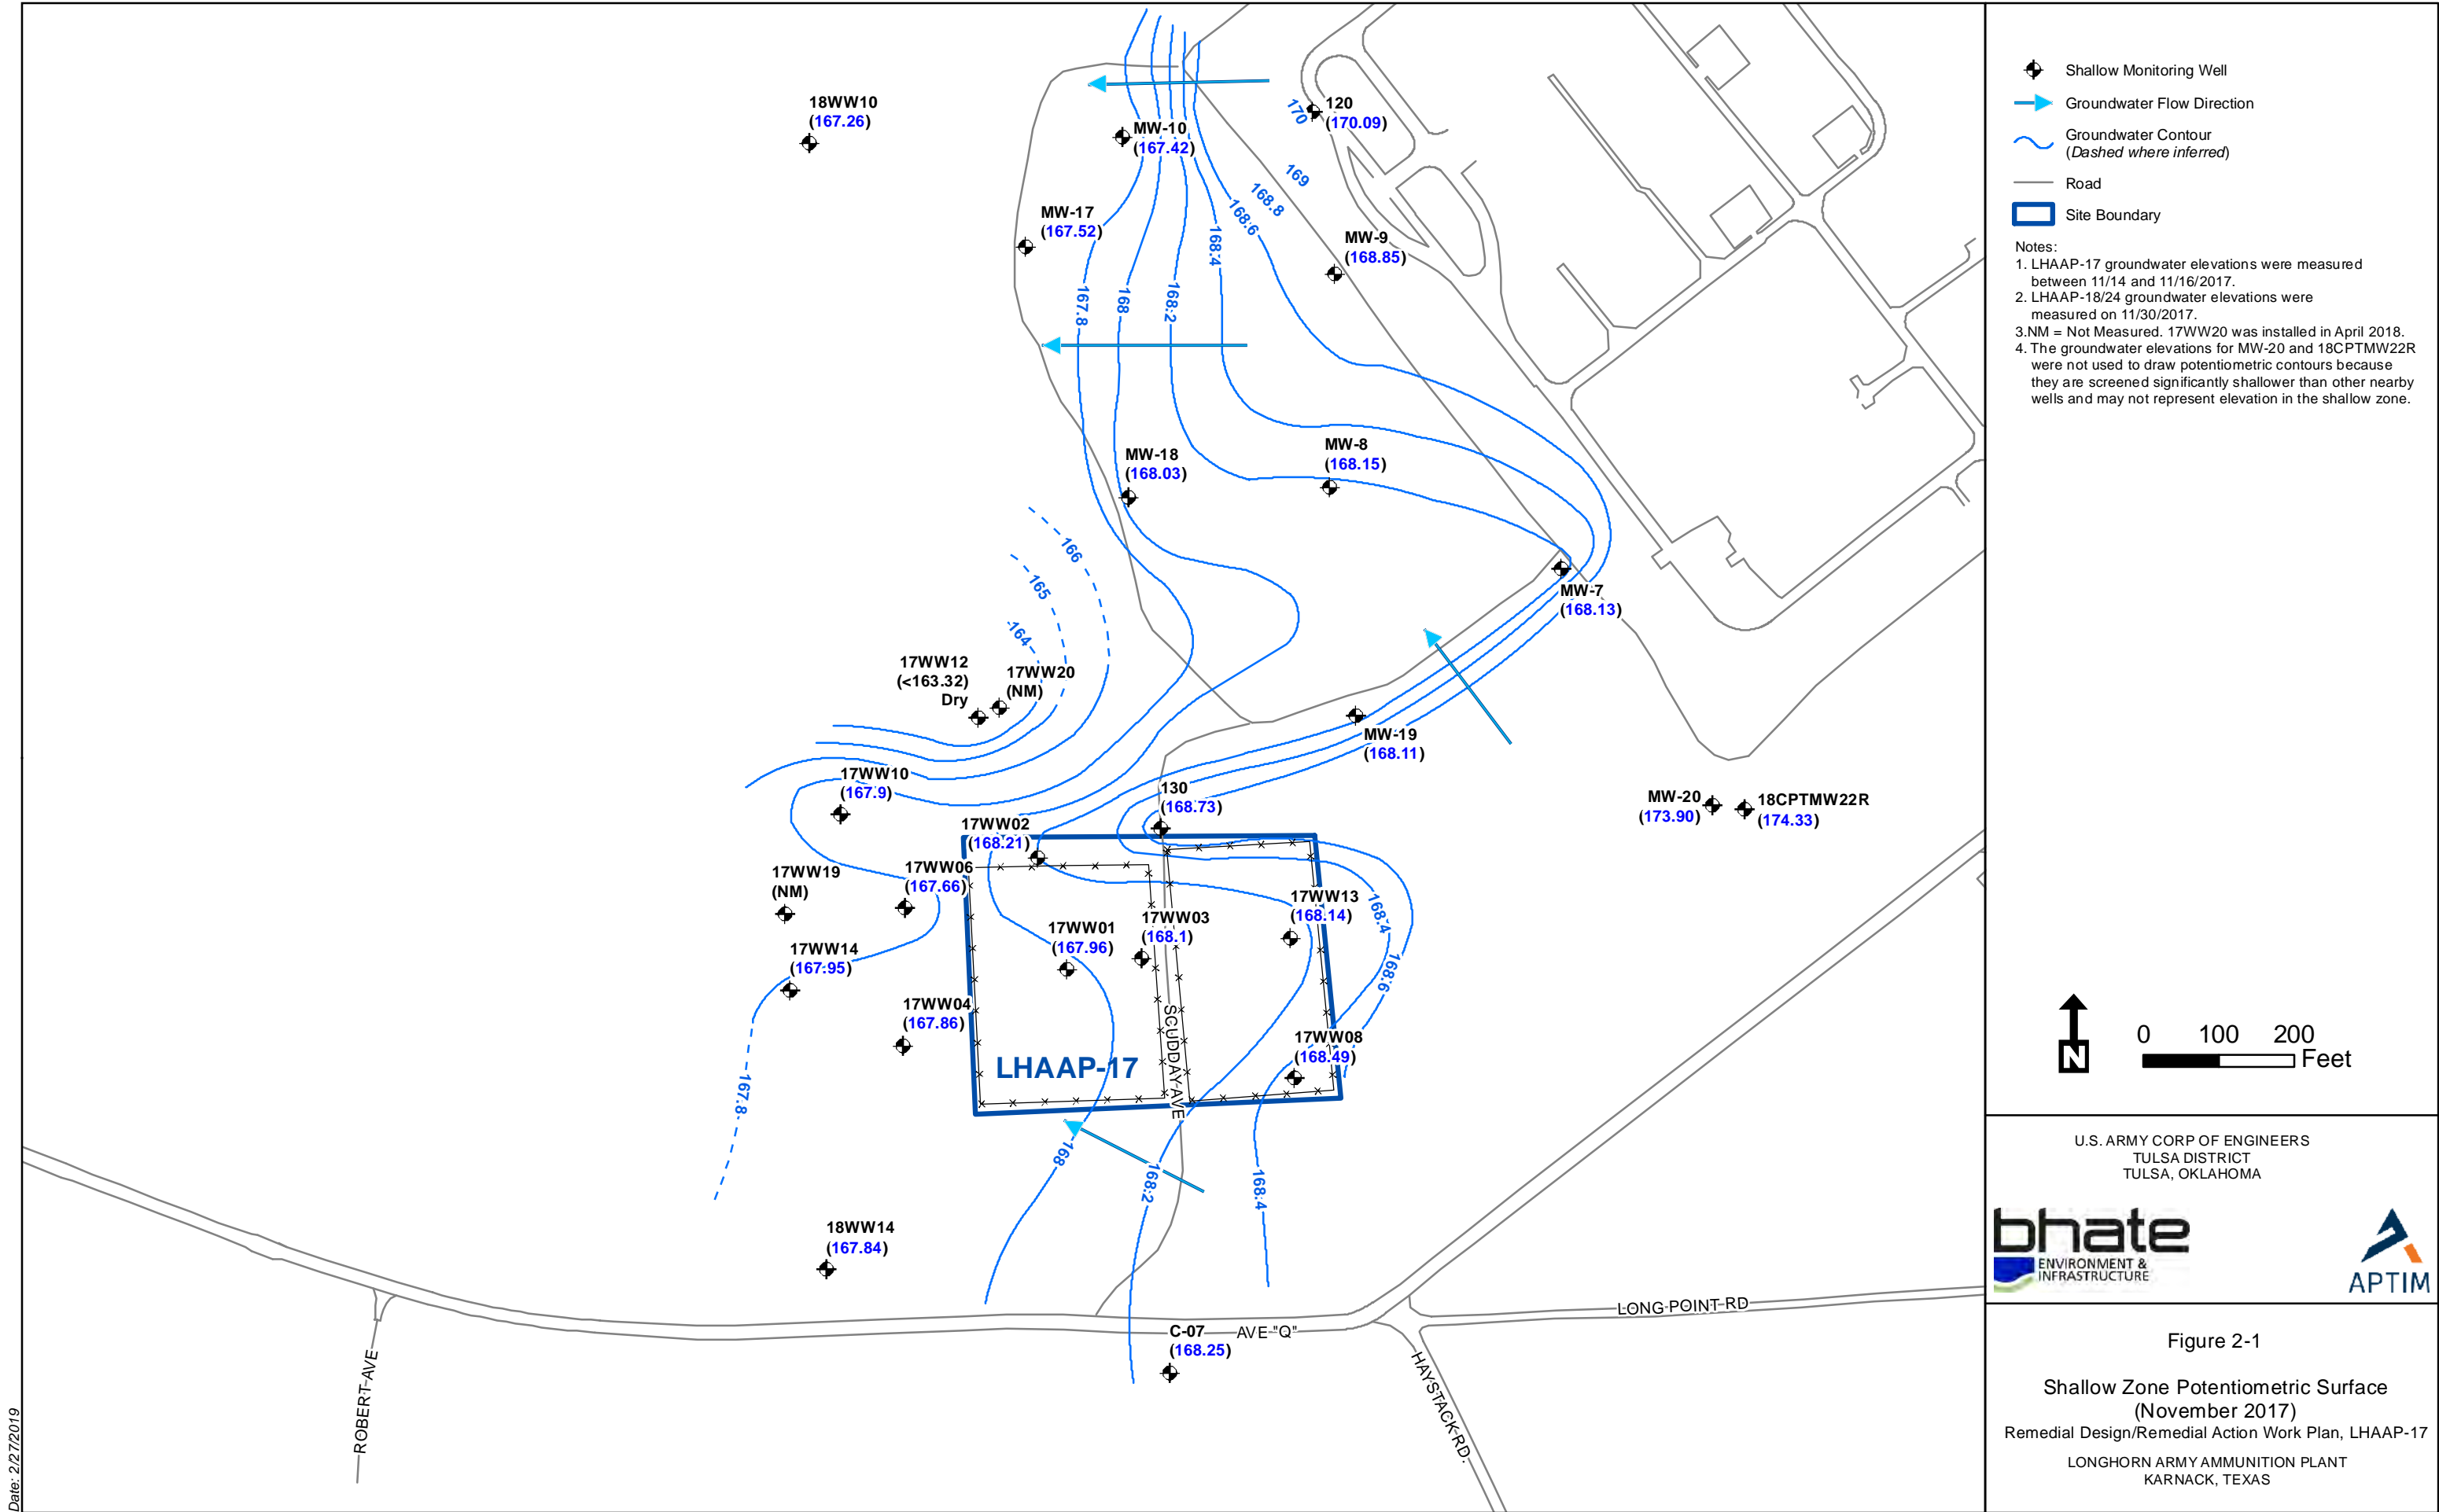 18WW10
(167.26)
MW-10
(167.42)
120
(170.09)
170
169
168.8
168.6
168.4
MW-17
(167.52)
MW-9
(168.85)
167.8
168
168.2
MW-18
(168.03)
MW-8
(168.15)
166
165
164
MW-7
(168.13)
17WW12
(<163.32)
Dry
17WW20
(NM)
MW-19
(168.11)
17WW10
(167.9)
130
(168.73)
MW-20
(173.90)
18CPTMW22R
(174.33)
17WW02
(168.21)
17WW06
(167.66)
17WW19
(NM)
17WW13
(168.14)
168.4
17WW03
(168.1)
17WW01
(167.96)
17WW14
(167.95)
168.6
17WW04
(167.86)
17WW08
(168.49)
LHAAP-17
SCUDDAY AVE
167.8
168
168.2
168.4
18WW14
(167.84)
C-07
(168.25)
AVE "Q"
LONG POINT RD
HAYSTACK RD.
ROBERT AVE
Date: 2/27/2019
Shallow Monitoring Well
Groundwater Flow Direction
Groundwater Contour
(Dashed where inferred)
Road
Site Boundary
Notes:
1. LHAAP-17 groundwater elevations were measured
between 11/14 and 11/16/2017.
2. LHAAP-18/24 groundwater elevations were
measured on 11/30/2017.
3.NM = Not Measured. 17WW20 was installed in April 2018.
4. The groundwater elevations for MW-20 and 18CPTMW22R
were not used to draw potentiometric contours because
they are screened significantly shallower than other nearby
wells and may not represent elevation in the shallow zone.
N
0 100 200
Feet
U.S. ARMY CORP OF ENGINEERS
TULSA DISTRICT
TULSA, OKLAHOMA
bhate
ENVIRONMENT &
INFRASTRUCTURE
APTIM
Figure 2-1
Shallow Zone Potentiometric Surface
(November 2017)
Remedial Design/Remedial Action Work Plan, LHAAP-17
LONGHORN ARMY AMMUNITION PLANT
KARNACK, TEXAS